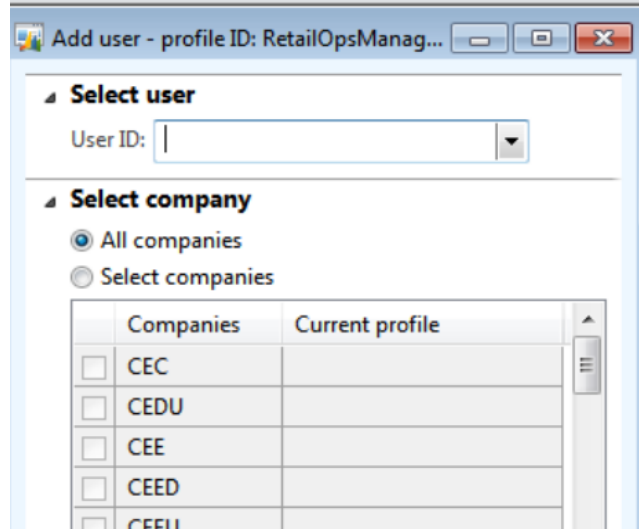 Add user - profile ID: RetailOpsManag...
Select user
User ID:
Select company
All companies
Select companies
Companies Current profile
CEC
CEDU
CEE
CEED
CEEU